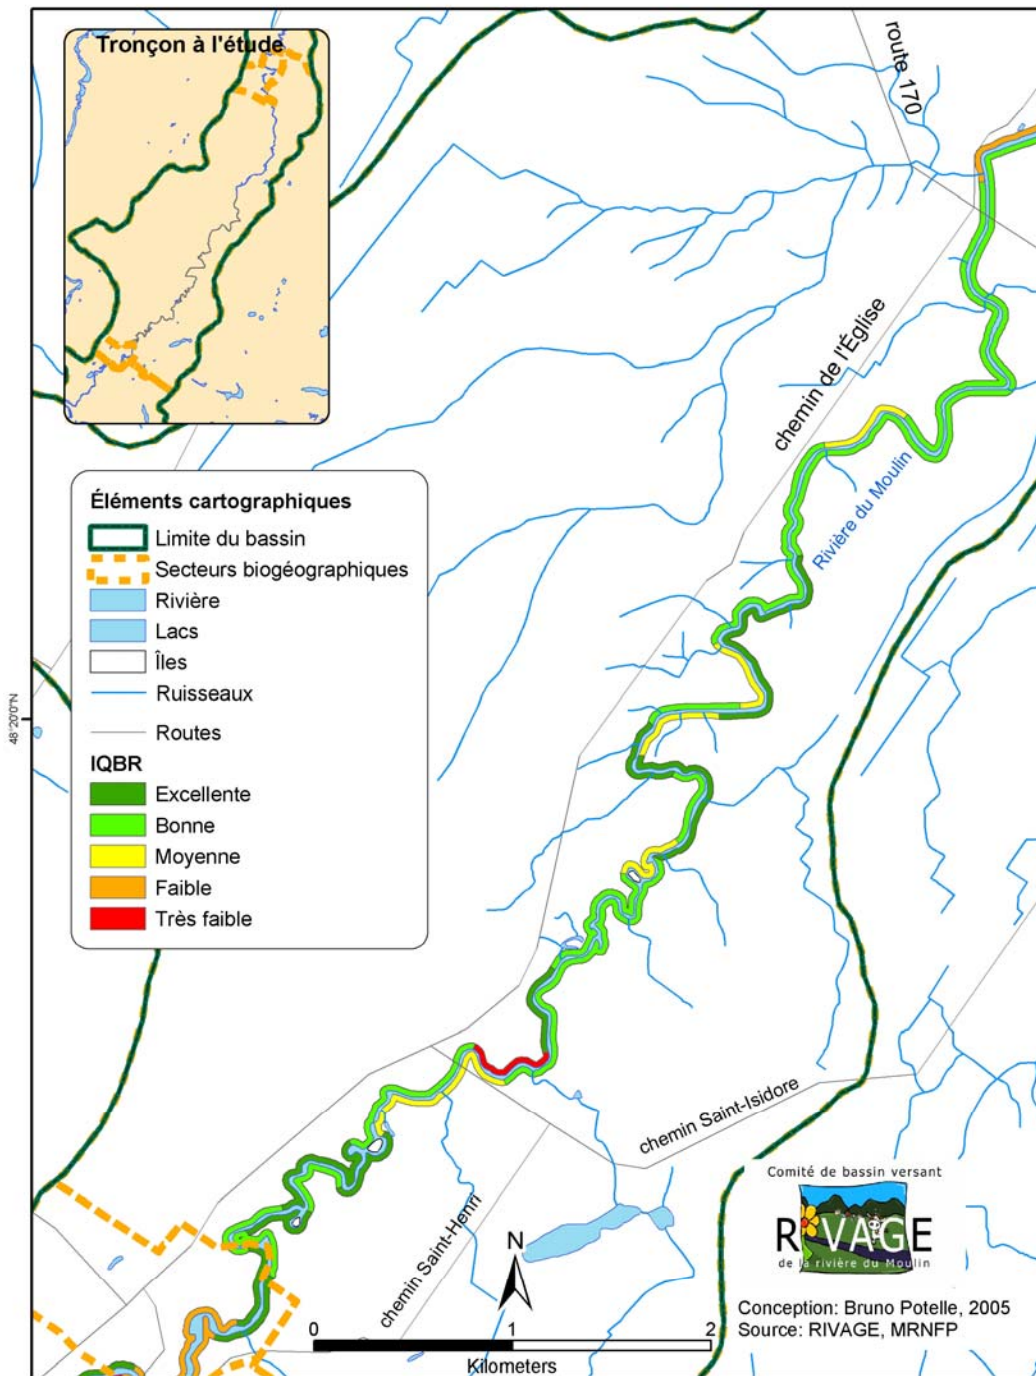 Tronçon à l'étude
route 170
chemin de l'Église
Rivière du Moulin
Éléments cartographiques
Limite du bassin
Secteurs biogéographiques
Rivière
Lacs
Îles
Ruisseaux
Routes
IQBR
Excellente
Bonne
Moyenne
Faible
Très faible
48°20'0"N
chemin Saint-Isidore
chemin Saint-Henri
N
0 1 2
Kilometers
Comité de bassin versant
RIVAGE
de la rivière du Moulin
Conception: Bruno Potelle, 2005
Source: RIVAGE, MRNFP